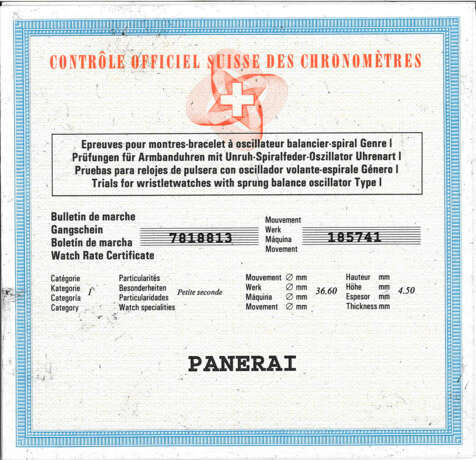 CONTRÔLE OFFICIEL SUISSE DES CHRONOMÈTRES
Epreuves pour montres-bracelet à oscillateur balancier-spiral Genre I
Prüfungen für Armbanduhren mit Unruh-Spiralfeder-Oszillator Uhrenart I
Pruebas para relojes de pulsera con oscillador volante-espirale Género I
Trials for wristletwatches with sprung balance oscillator Type I
Bulletin de marche
Gangschein
Boletín de marcha
Watch Rate Certificate
7818813
Mouvement
Werk
Máquina
Movement
185741
Catégorie
Kategorie
Categoría
Category
1
Particularités
Besonderheiten
Particularidades
Watch specialities
Petite seconde
Mouvement ∅ mm
Werk ∅ mm
Máquina ∅ mm
Movement ∅ mm
36.60
Hauteur mm
Höhe mm
Espesor mm
Thickness mm
4.50
PANERAI